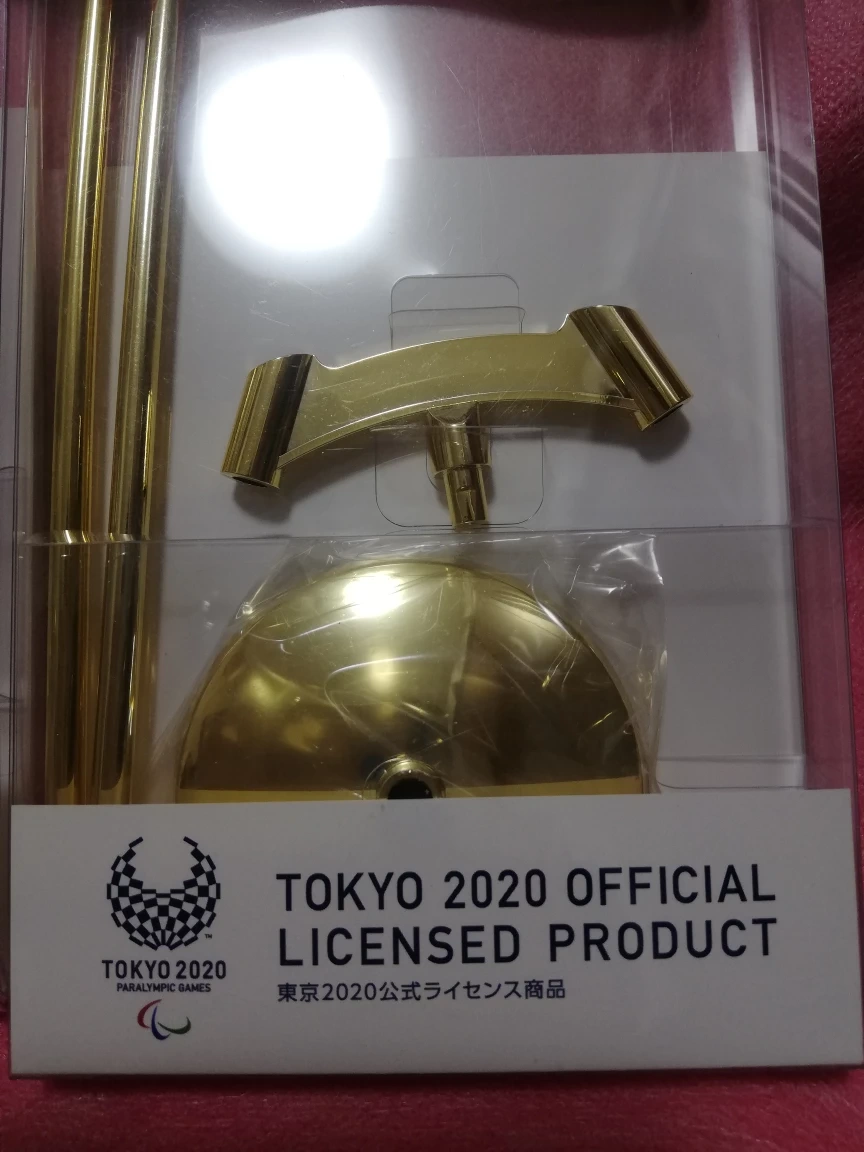 TOKYO 2020
PARALYMPIC GAMES
TOKYO 2020 OFFICIAL
LICENSED PRODUCT
東京2020公式ライセンス商品